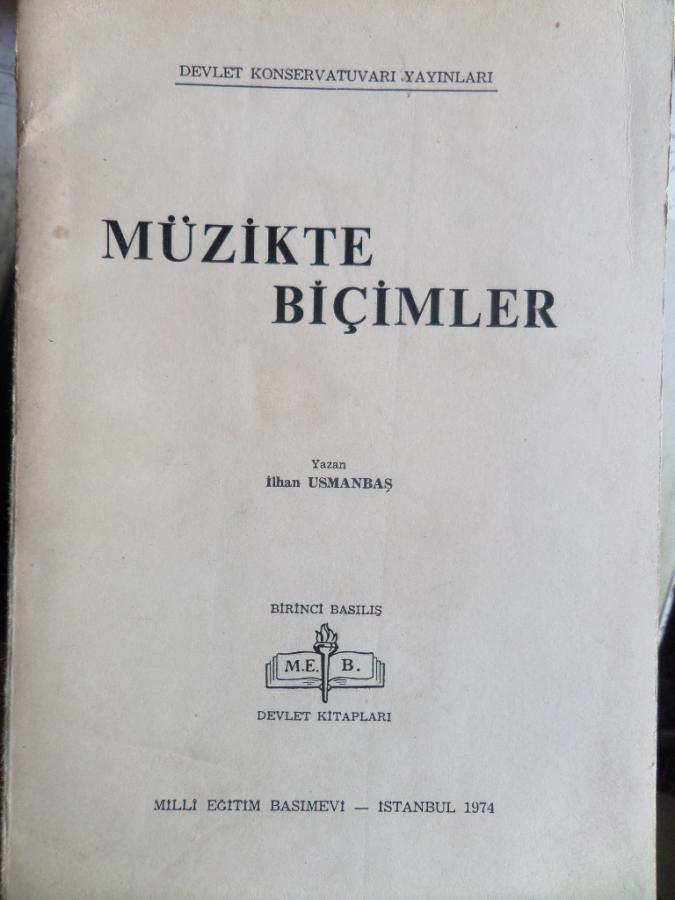 DEVLET KONSERVATUVARI YAYINLARI
MÜZİKTE
BİÇİMLER
Yazan
İlhan USMANBAŞ
BİRİNCİ BASILIŞ
M.E. B.
DEVLET KİTAPLARI
MİLLÎ EĞİTİM BASIMEVİ — İSTANBUL 1974